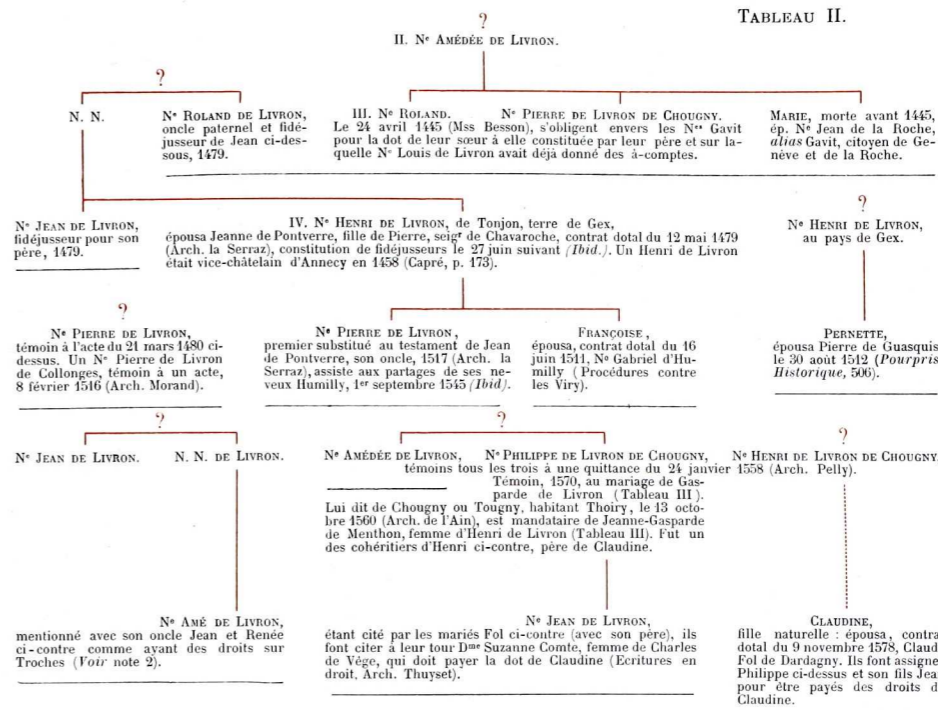 TABLEAU II.
?
II. Nᵉ AMÉDÉE DE LIVRON.
?
N. N.
Nᵉ ROLAND DE LIVRON,
oncle paternel et fidé-
jusseur de Jean ci-des-
sous, 1479.
III. Nᵉ ROLAND. Nᵉ PIERRE DE LIVRON DE CHOUGNY.
Le 24 avril 1445 (Mss Besson), s'obligent envers les Nᵉˢ Gavit
pour la dot de leur sœur à elle constituée par leur père et sur la-
quelle Nᵉ Louis de Livron avait déjà donné des à-comptes.
MARIE, morte avant 1445,
ép. Nᵉ Jean de la Roche,
alias Gavit, citoyen de Ge-
nève et de la Roche.
Nᵉ JEAN DE LIVRON,
fidéjusseur pour son
père, 1479.
IV. Nᵉ HENRI DE LIVRON, de Tonjon, terre de Gex,
épousa Jeanne de Pontverre, fille de Pierre, seigʳ de Chavaroche, contrat dotal du 12 mai 1479
(Arch. la Serraz), constitution de fidéjusseurs le 27 juin suivant (Ibid.). Un Henri de Livron
était vice-châtelain d'Annecy en 1458 (Capré, p. 173).
?
Nᵉ HENRI DE LIVRON,
au pays de Gex.
?
Nᵉ PIERRE DE LIVRON,
témoin à l'acte du 21 mars 1480 ci-
dessus. Un Nᵉ Pierre de Livron
de Collonges, témoin à un acte,
8 février 1516 (Arch. Morand).
Nᵉ PIERRE DE LIVRON,
premier substitué au testament de Jean
de Pontverre, son oncle, 1517 (Arch. la
Serraz), assiste aux partages de ses ne-
veux Humilly, 1ᵉʳ septembre 1545 (Ibid).
FRANÇOISE,
épousa, contrat dotal du 16
juin 1511, Nᵉ Gabriel d'Hu-
milly (Procédures contre
les Viry).
PERNETTE,
épousa Pierre de Guasquis
le 30 août 1512 (Pourpris
Historique, 506).
?
Nᵉ JEAN DE LIVRON. N. N. DE LIVRON.
?
Nᵉ AMÉDÉE DE LIVRON, Nᵉ PHILIPPE DE LIVRON DE CHOUGNY,
?
Nᵉ HENRI DE LIVRON DE CHOUGNY,
témoins tous les trois à une quittance du 24 janvier 1558 (Arch. Pelly).
Témoin, 1570, au mariage de Gas-
parde de Livron (Tableau III).
Lui dit de Chougny ou Tougny, habitant Thoiry, le 13 octo-
bre 1560 (Arch. de l'Ain), est mandataire de Jeanne-Gasparde
de Menthon, femme d'Henri de Livron (Tableau III). Fut un
des cohéritiers d'Henri ci-contre, père de Claudine.
Nᵉ AMÉ DE LIVRON,
mentionné avec son oncle Jean et Renée
ci-contre comme ayant des droits sur
Troches (Voir note 2).
Nᵉ JEAN DE LIVRON,
étant cité par les mariés Fol ci-contre (avec son père), ils
font citer à leur tour Dᵐᵉ Suzanne Comte, femme de Charles
de Vège, qui doit payer la dot de Claudine (Ecritures en
droit. Arch. Thuyset).
CLAUDINE,
fille naturelle : épousa, contra
dotal du 9 novembre 1578, Claud
Fol de Dardagny. Ils font assigne
Philippe ci-dessus et son fils Jea
pour être payés des droits d
Claudine.